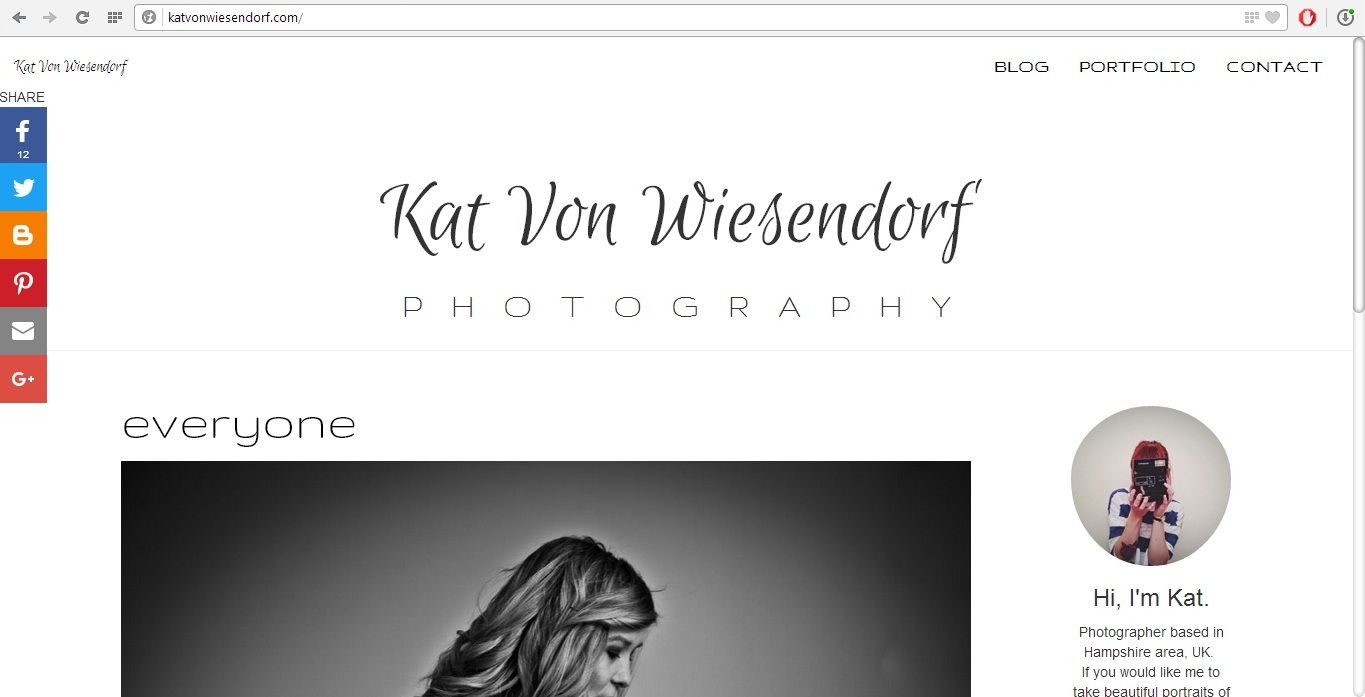 katvonwiesendorf.com/
Kat Von Wiesendorf
BLOG PORTFOLIO CONTACT
SHARE
12
G+
Kat Von Wiesendorf
PHOTOGRAPHY
everyone
Hi, I'm Kat.
Photographer based in
Hampshire area, UK.
If you would like me to
take beautiful portraits of